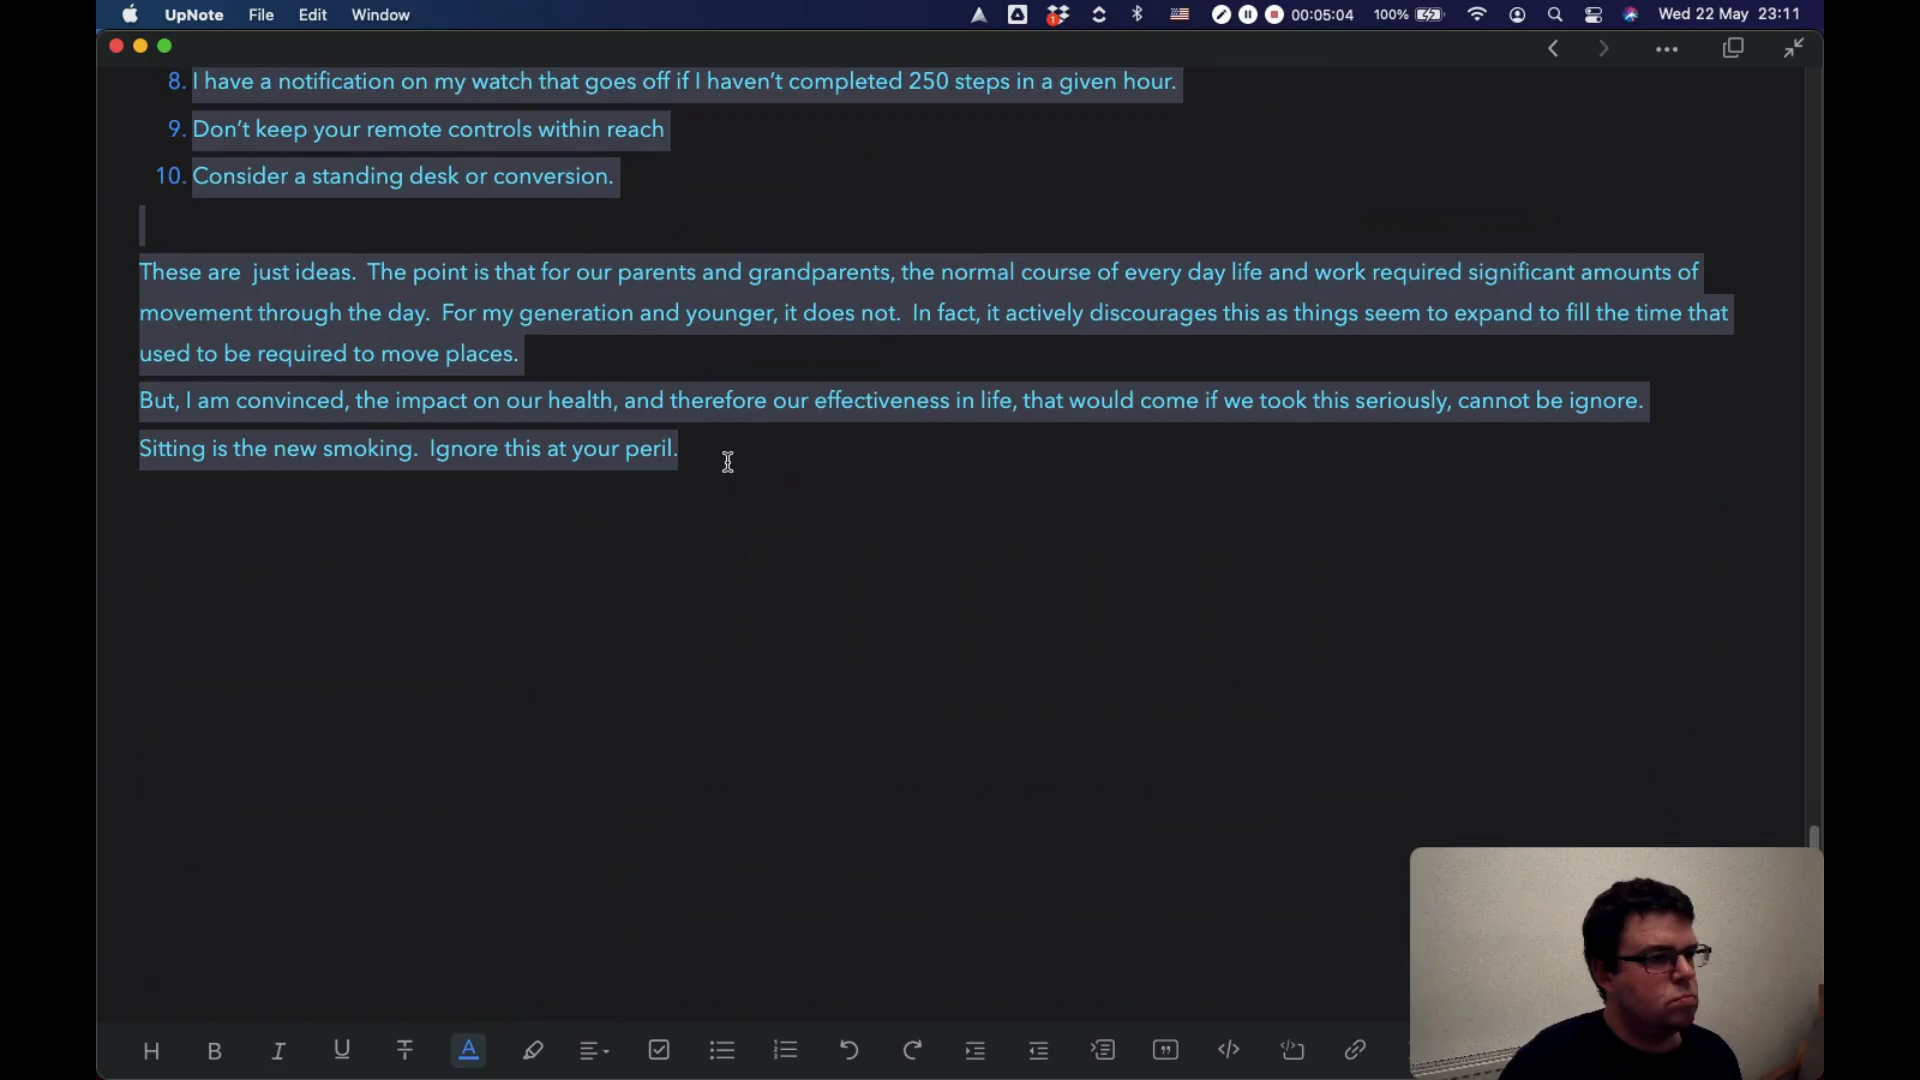 UpNote File Edit Window 00:05:04 100% Wed 22 May 23:11
8. I have a notification on my watch that goes off if I haven’t completed 250 steps in a given hour.
9. Don’t keep your remote controls within reach
10. Consider a standing desk or conversion.
These are  just ideas.  The point is that for our parents and grandparents, the normal course of every day life and work required significant amounts of
movement through the day.  For my generation and younger, it does not.  In fact, it actively discourages this as things seem to expand to fill the time that
used to be required to move places.
But, I am convinced, the impact on our health, and therefore our effectiveness in life, that would come if we took this seriously, cannot be ignore.
Sitting is the new smoking.  Ignore this at your peril.
H B I U T A